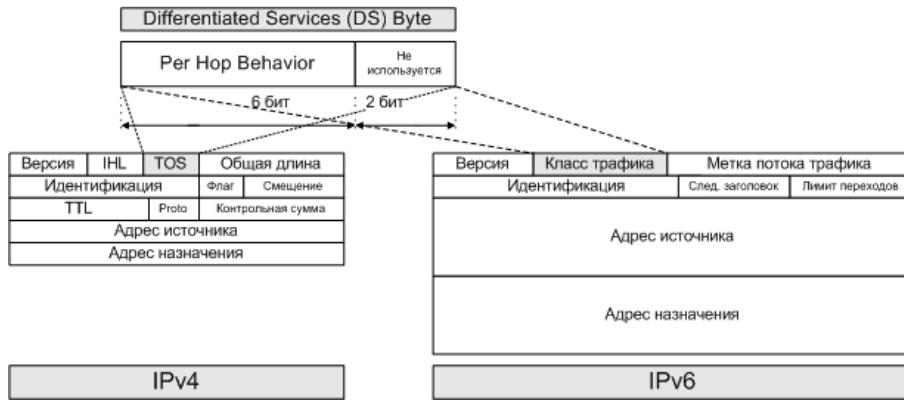 Differentiated Services (DS) Byte
Per Hop Behavior
Не
используется
6 бит
2 бит
Версия IHL TOS Общая длина
Идентификация Флаг Смещение
TTL Proto Контрольная сумма
Адрес источника
Адрес назначения
IPv4
Версия Класс трафика Метка потока трафика
Идентификация След. заголовок Лимит переходов
Адрес источника
Адрес назначения
IPv6